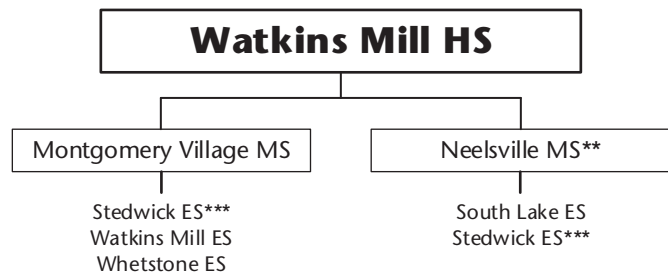 Watkins Mill HS
Montgomery Village MS
Neelsville MS**
Stedwick ES***
Watkins Mill ES
Whetstone ES
South Lake ES
Stedwick ES***